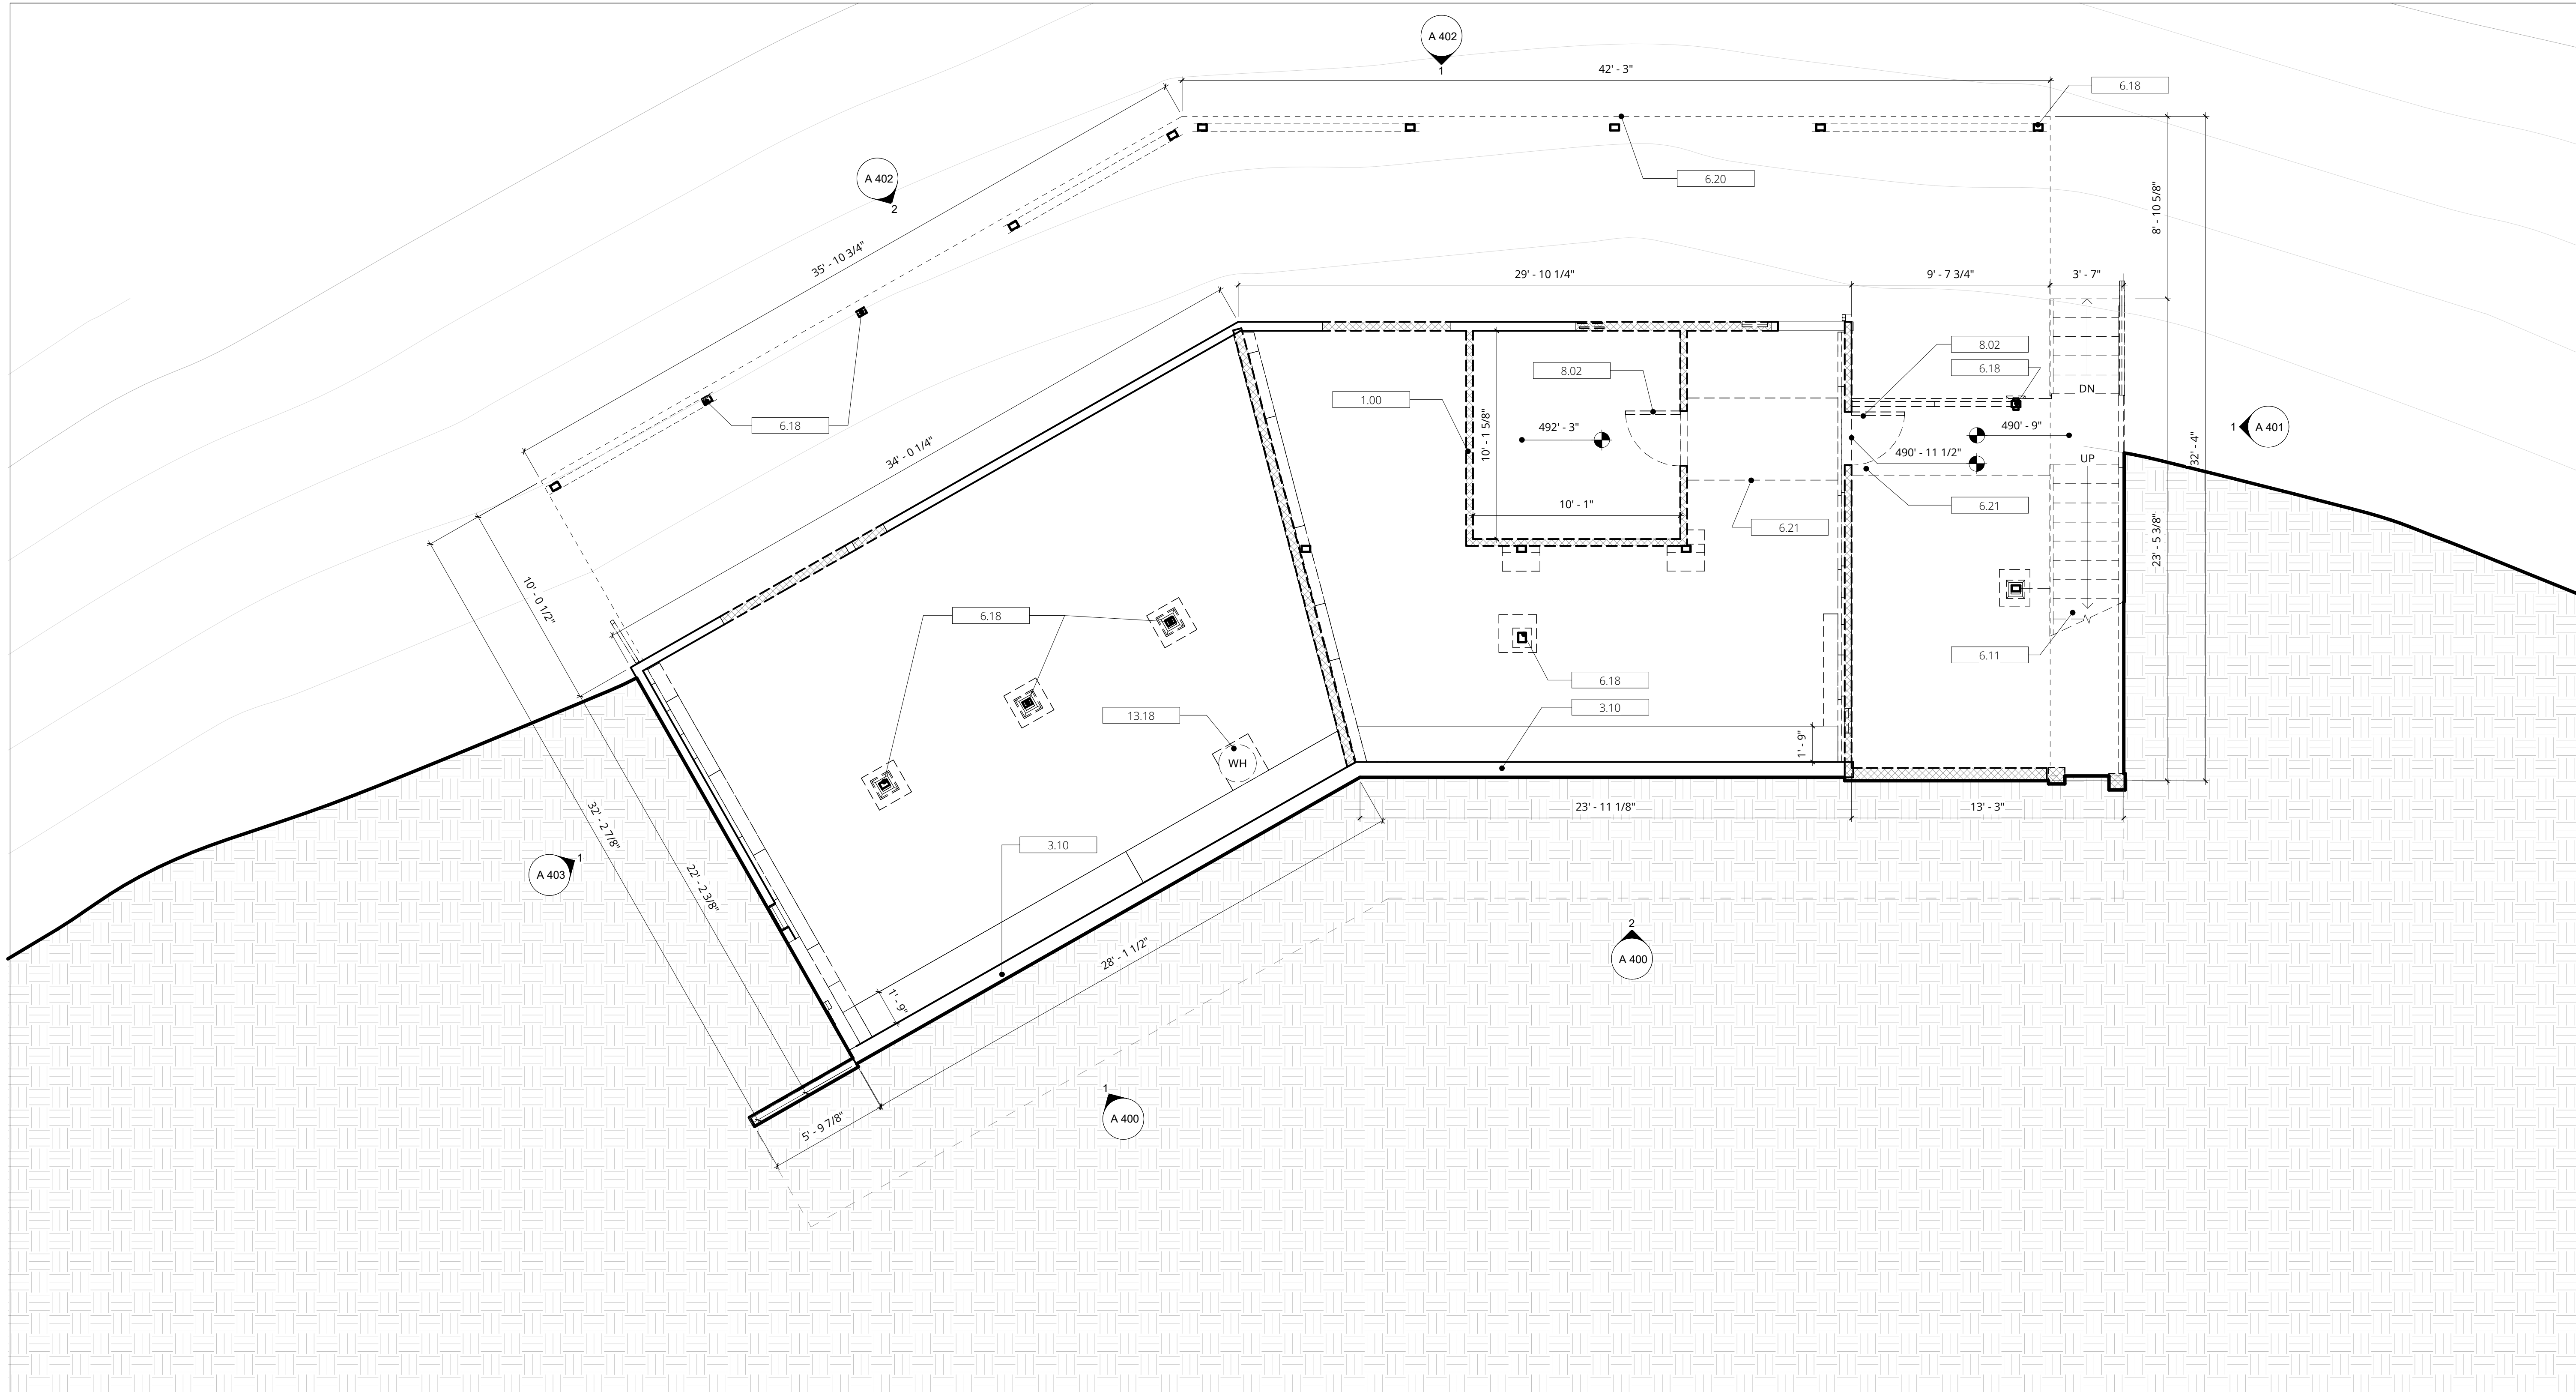 A 402
1
42' - 3"
6.18
A 402
2
6.20
8' - 10 5/8"
35' - 10 3/4"
29' - 10 1/4"
9' - 7 3/4"
3' - 7"
8.02
6.18
8.02
1.00
DN
6.18
492' - 3"
490' - 9"
1
A 401
10' - 1 5/8"
34' - 0 1/4"
490' - 11 1/2"
UP
32' - 4"
10' - 1"
6.21
6.21
23' - 5 3/8"
10' - 0 1/2"
6.18
6.11
6.18
3.10
13.18
1' - 9"
WH
23' - 11 1/8"
13' - 3"
32' - 2 7/8"
3.10
A 403
1
22' - 2 3/8"
28' - 1 1/2"
2
A 400
1' - 9"
1
A 400
5' - 9 7/8"